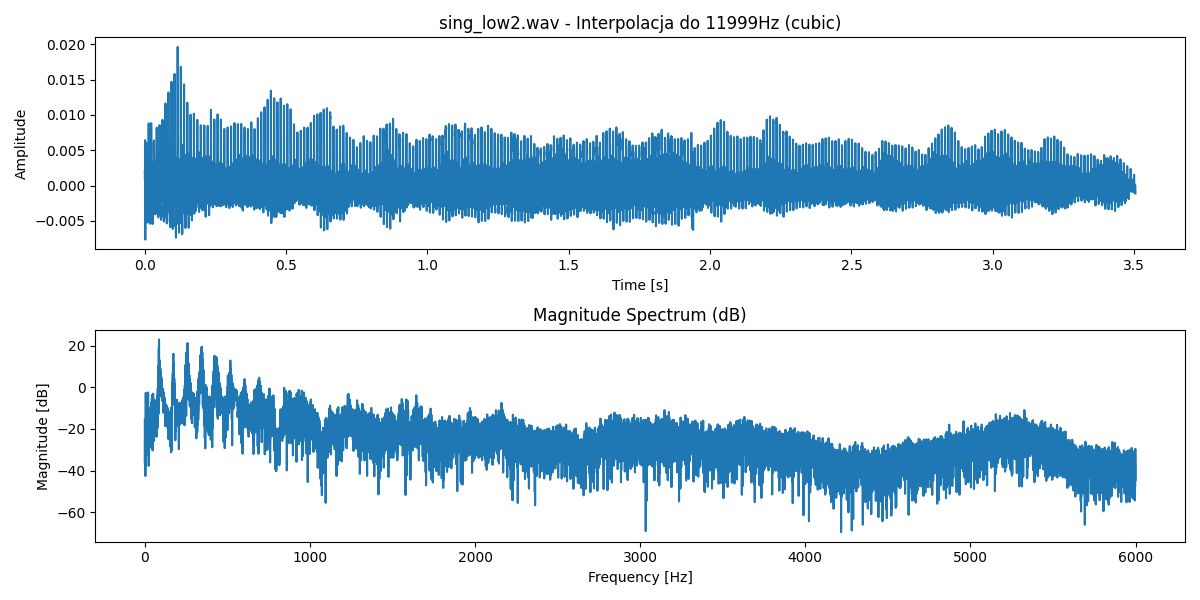 sing_low2.wav - Interpolacja do 11999Hz (cubic)
0.020
0.015
0.010
0.005
0.000
−0.005
Amplitude
0.0 0.5 1.0 1.5 2.0 2.5 3.0 3.5
Time [s]
Magnitude Spectrum (dB)
20
0
−20
−40
−60
Magnitude [dB]
0 1000 2000 3000 4000 5000 6000
Frequency [Hz]